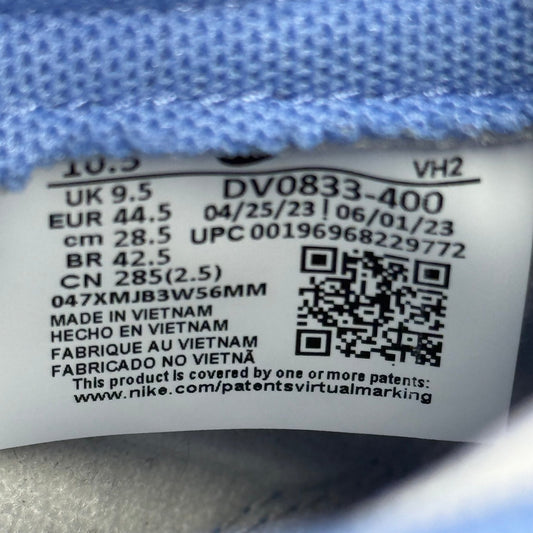 10.5 VH2
UK 9.5 DV0833-400
EUR 44.5 04/25/23 | 06/01/23
cm 28.5 UPC 00196968229772
BR 42.5
CN 285(2.5)
047XMJB3W56MM
MADE IN VIETNAM
HECHO EN VIETNAM
FABRIQUE AU VIETNAM
FABRICADO NO VIETNÃ
This product is covered by one or more patents:
www.nike.com/patentsvirtualmarking